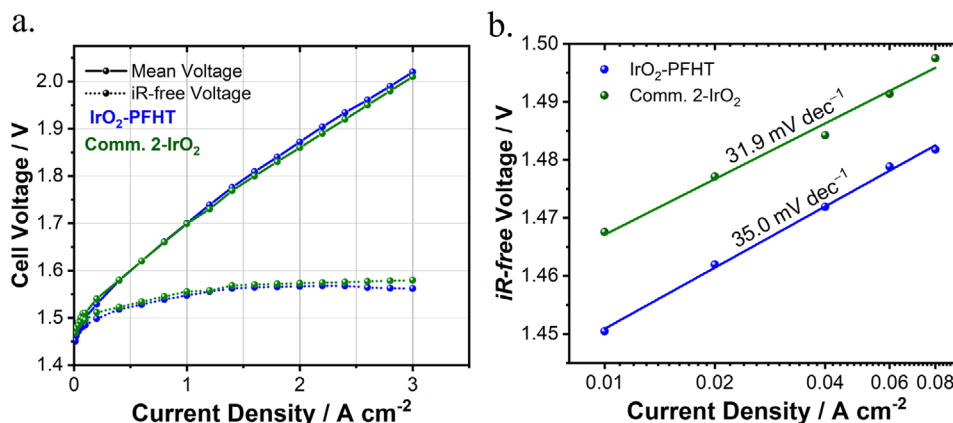 a.
Mean Voltage
iR-free Voltage
IrO₂-PFHT
Comm. 2-IrO₂
2.0
1.9
1.8
1.7
1.6
1.5
1.4
Cell Voltage / V
0
1
2
3
Current Density / A cm⁻²
b.
IrO₂-PFHT
Comm. 2-IrO₂
31.9 mV dec⁻¹
35.0 mV dec⁻¹
1.50
1.49
1.48
1.47
1.46
1.45
iR-free Voltage / V
0.01
0.02
0.04
0.06
0.08
Current Density / A cm⁻²